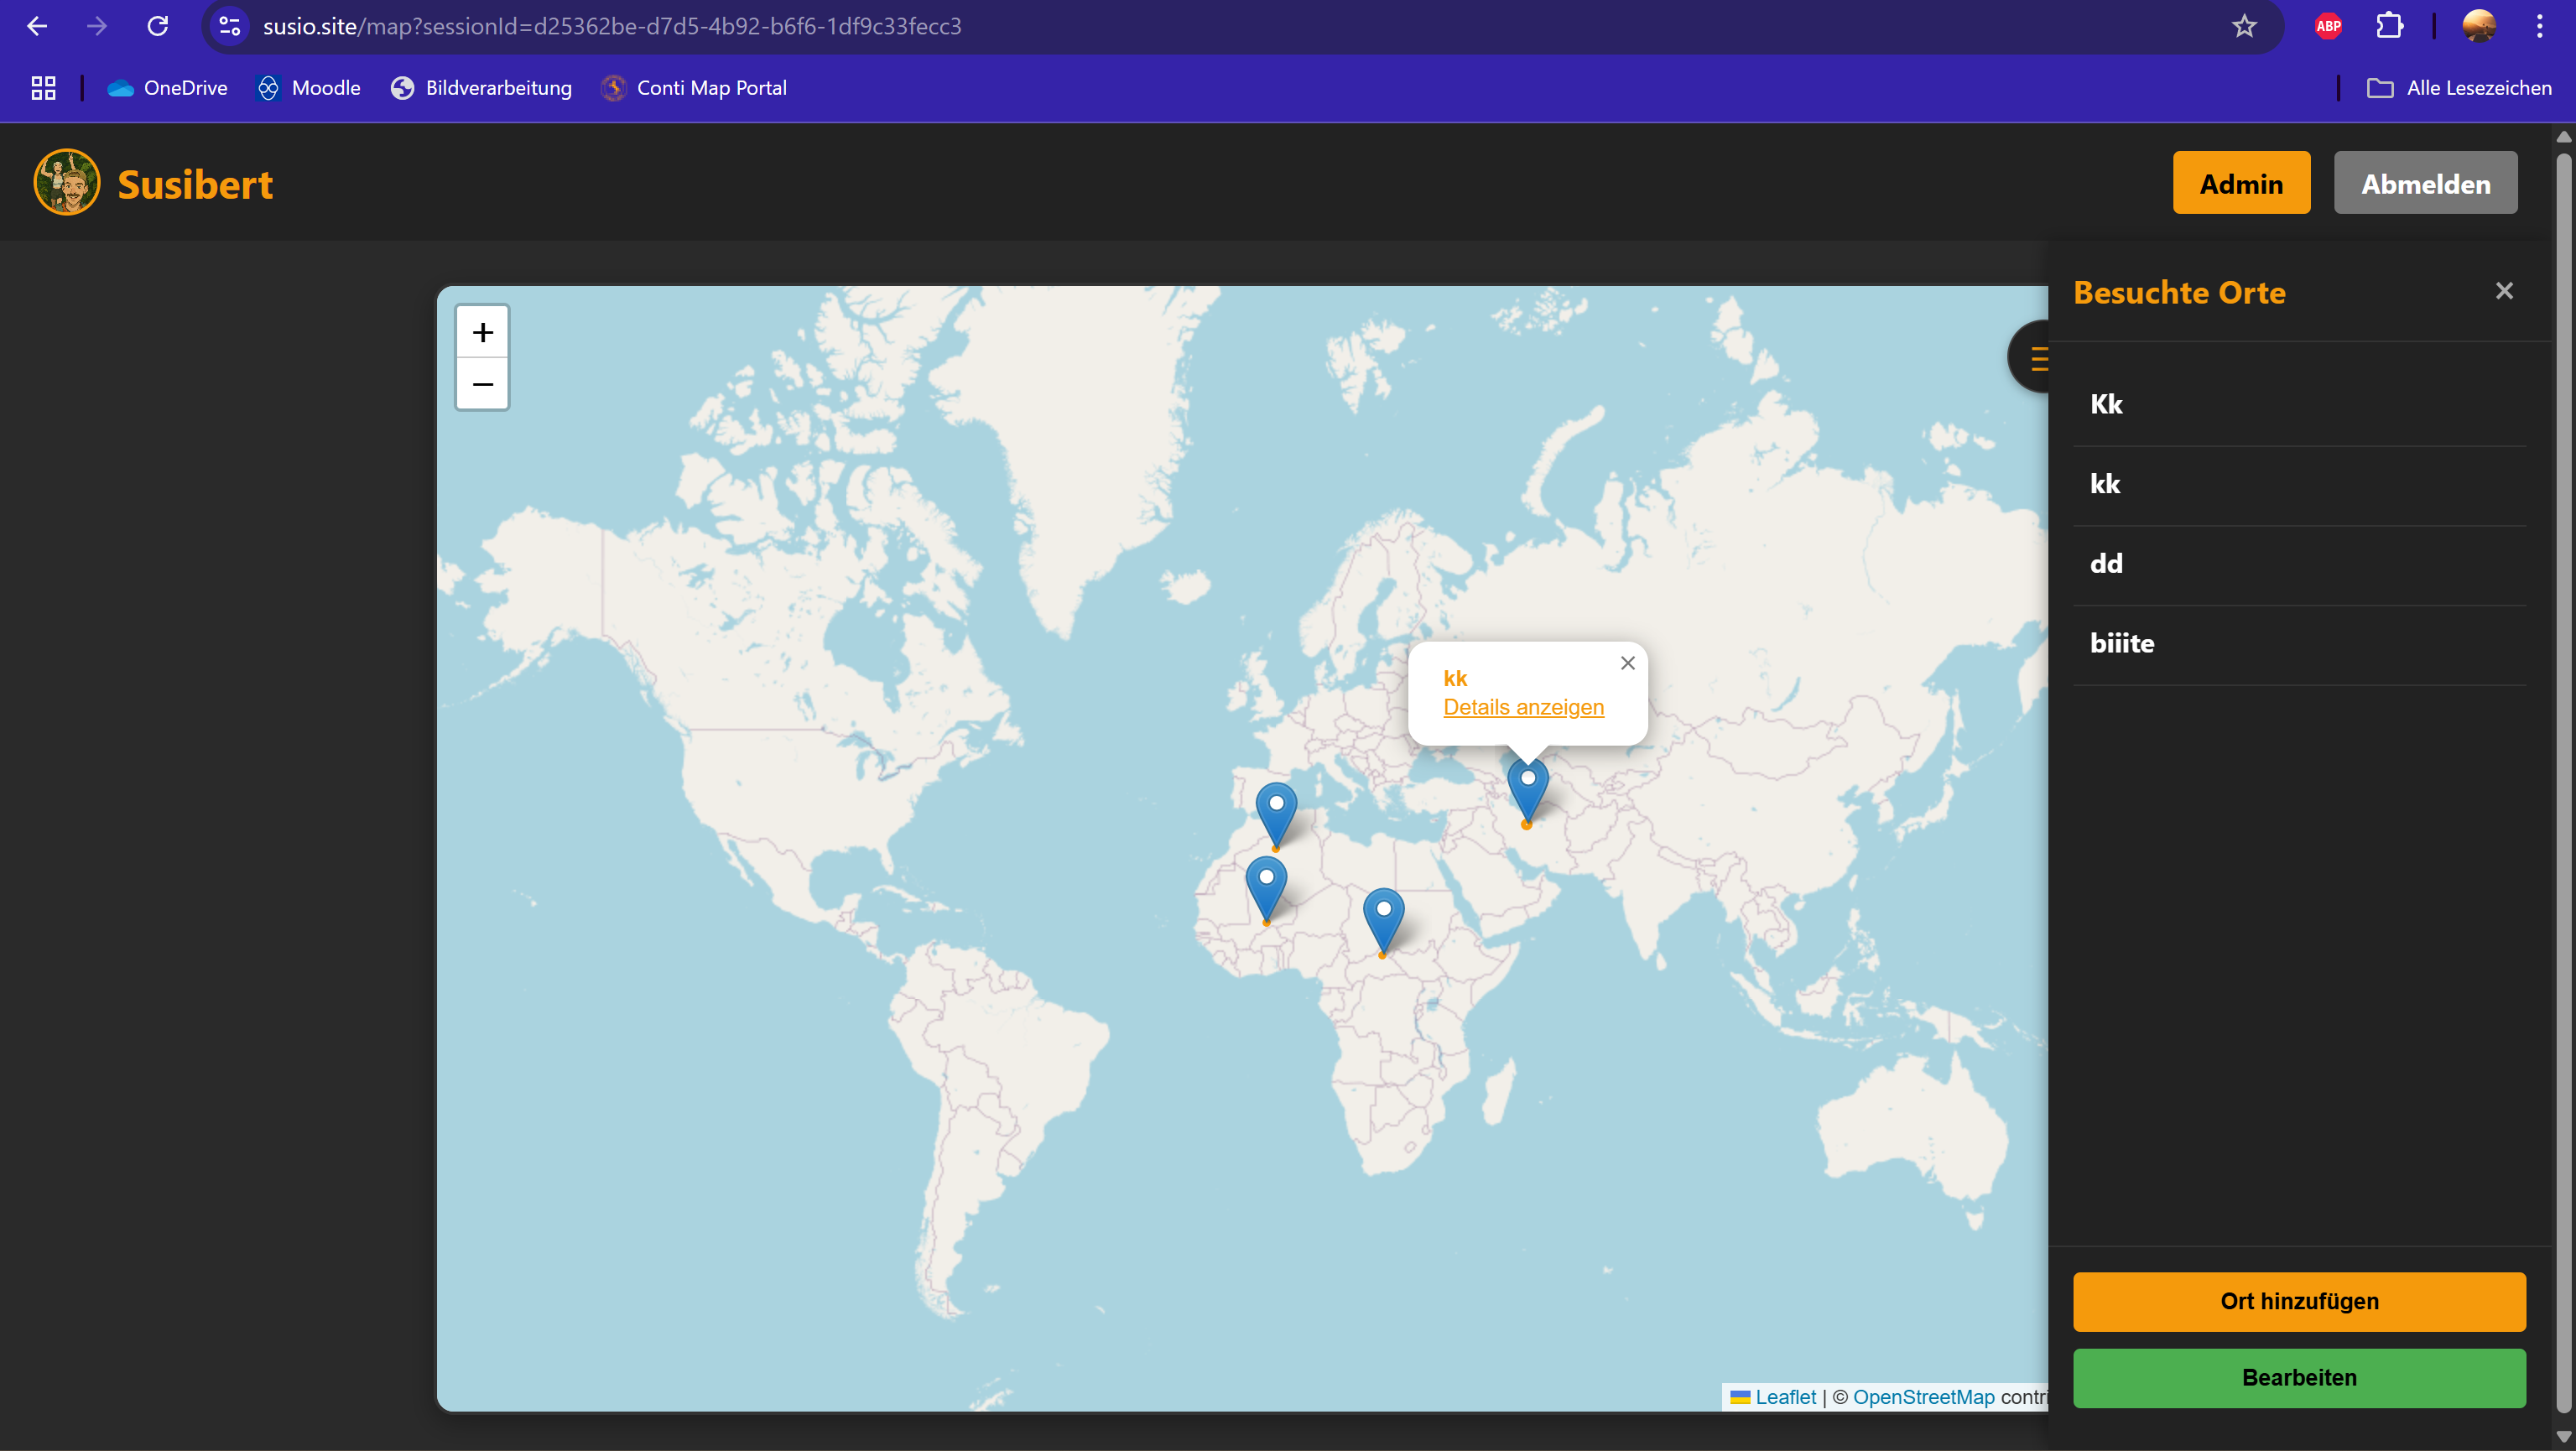 susio.site/map?sessionId=d25362be-d7d5-4b92-b6f6-1df9c33fecc3
ABP
OneDrive
Moodle
Bildverarbeitung
Conti Map Portal
Alle Lesezeichen
Susibert
Admin
Abmelden
+
−
kk
Details anzeigen
Leaflet | © OpenStreetMap contri
Besuchte Orte
Kk
kk
dd
biiite
Ort hinzufügen
Bearbeiten